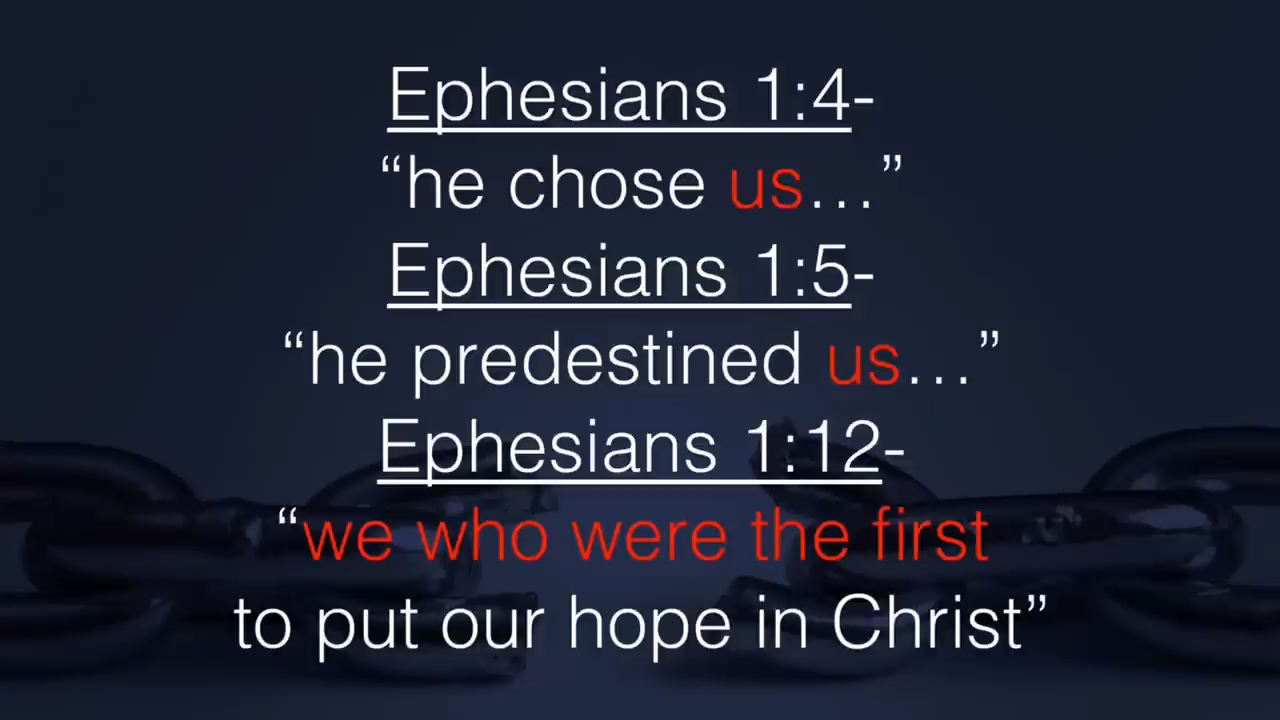 Ephesians 1:4-
“he chose us…”
Ephesians 1:5-
“he predestined us…”
Ephesians 1:12-
“we who were the first
to put our hope in Christ”